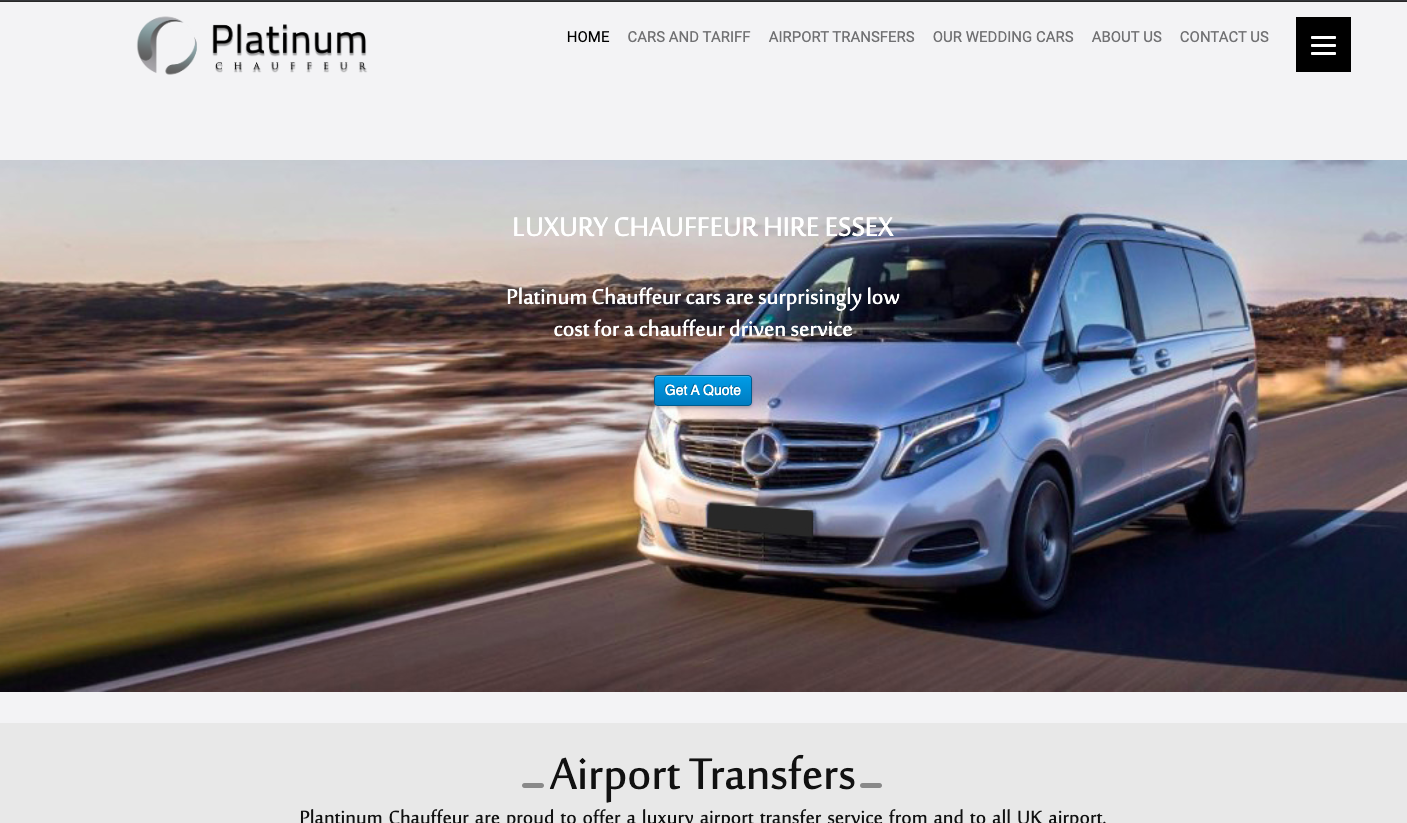 Platinum
CHAUFFEUR
HOME CARS AND TARIFF AIRPORT TRANSFERS OUR WEDDING CARS ABOUT US CONTACT US
LUXURY CHAUFFEUR HIRE ESSEX
Platinum Chauffeur cars are surprisingly low
cost for a chauffeur driven service
Get A Quote
Airport Transfers
Plantinum Chauffeur are proud to offer a luxury airport transfer service from and to all UK airport.